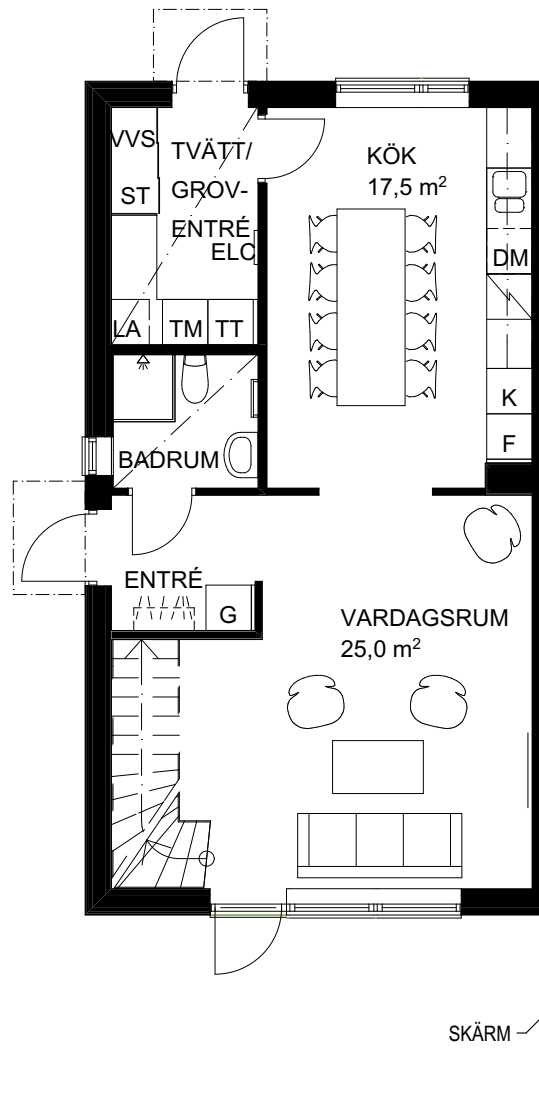 VVS
TVÄTT/
GROV-
ENTRÉ
ST
ELC
KÖK
17,5 m²
DM
LA
TM
TT
K
F
BADRUM
ENTRÉ
G
VARDAGSRUM
25,0 m²
SKÄRM